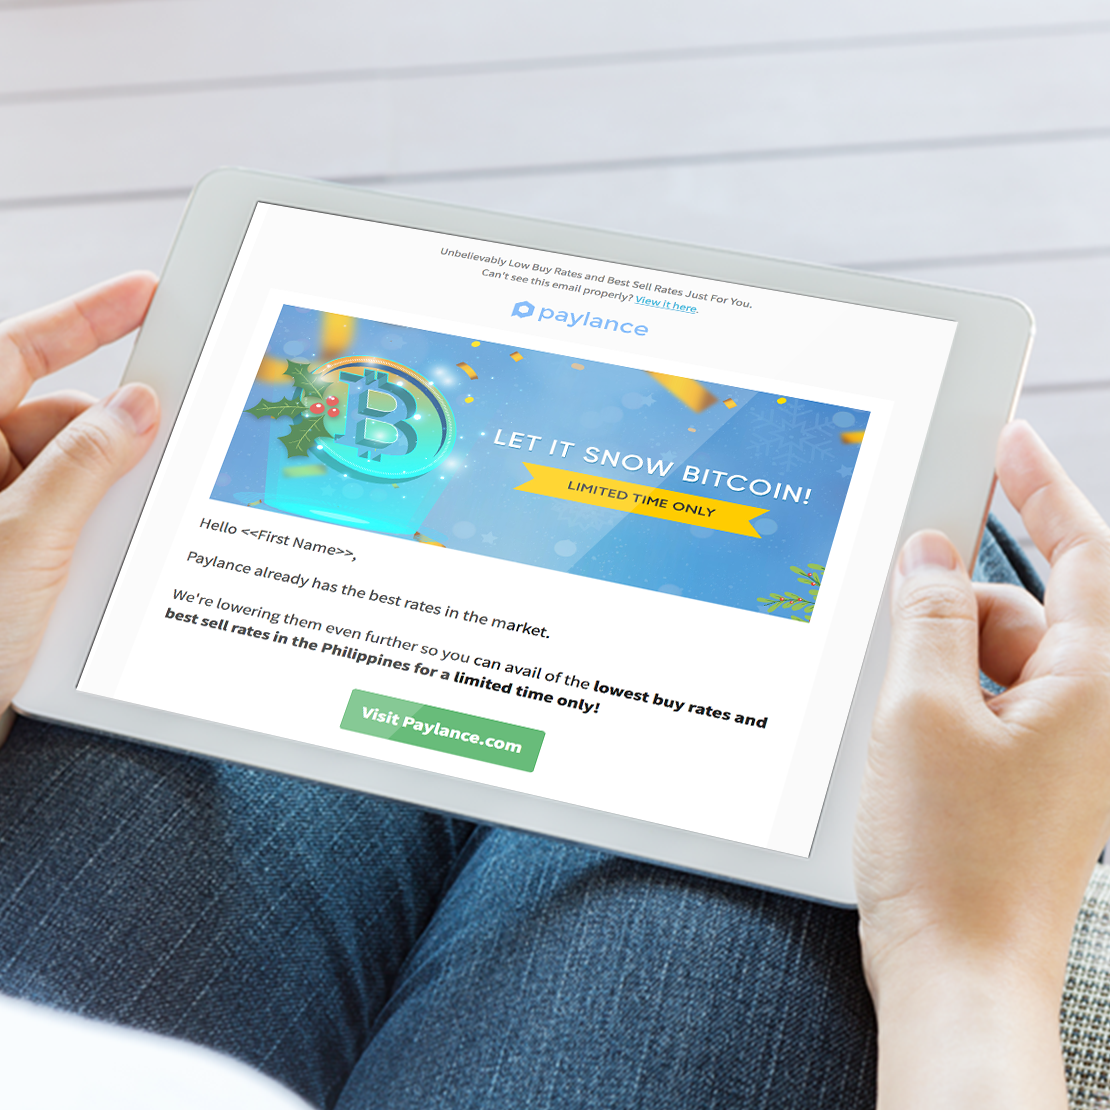 Unbelievably Low Buy Rates and Best Sell Rates Just For You.
Can't see this email properly? View it here.
paylance
LET IT SNOW BITCOIN!
LIMITED TIME ONLY
Hello <<First Name>>,
Paylance already has the best rates in the market.
We're lowering them even further so you can avail of the lowest buy rates and
best sell rates in the Philippines for a limited time only!
Visit Paylance.com